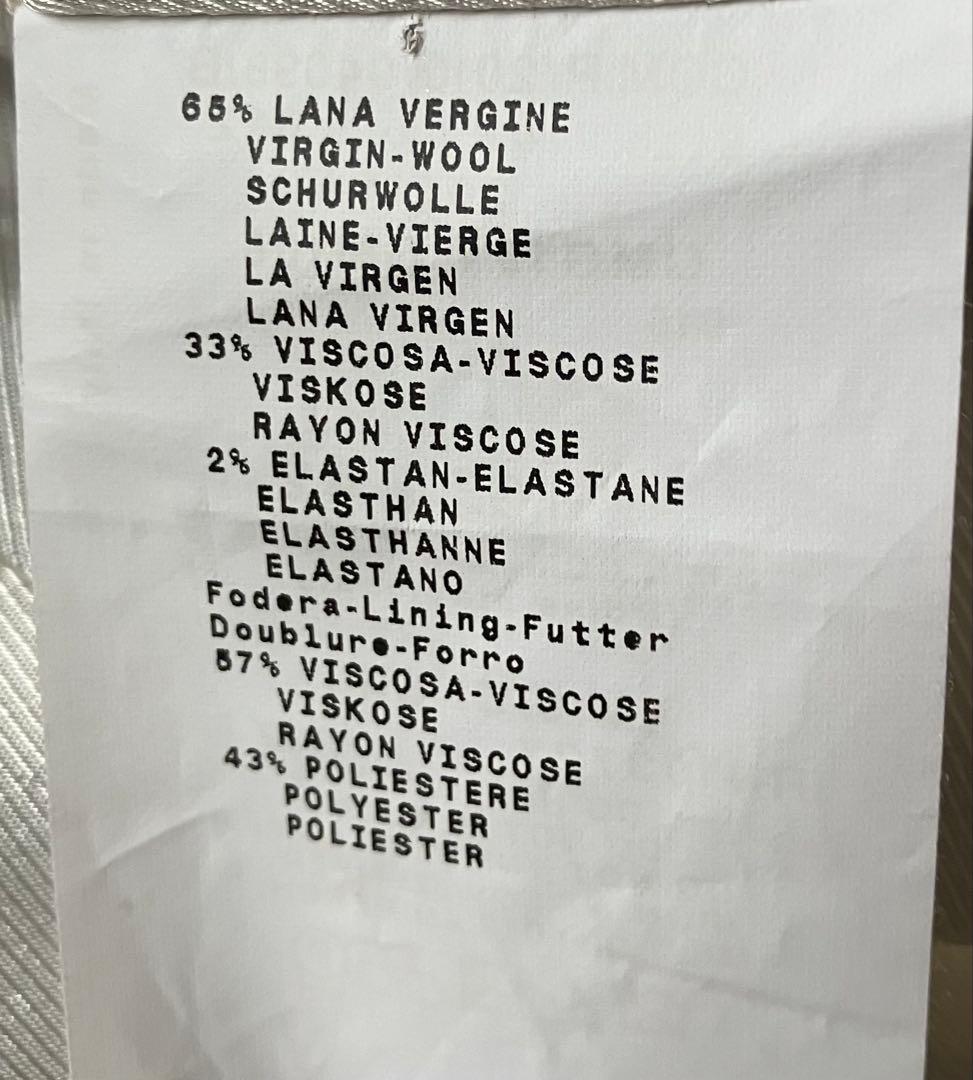 65% LANA VERGINE
VIRGIN-WOOL
SCHURWOLLE
LAINE-VIERGE
LA VIRGEN
LANA VIRGEN
33% VISCOSA-VISCOSE
VISKOSE
RAYON VISCOSE
2% ELASTAN-ELASTANE
ELASTHAN
ELASTHANNE
ELASTANO
Fodera-Lining-Futter
Doublure-Forro
57% VISCOSA-VISCOSE
VISKOSE
RAYON VISCOSE
43% POLIESTERE
POLYESTER
POLIESTER